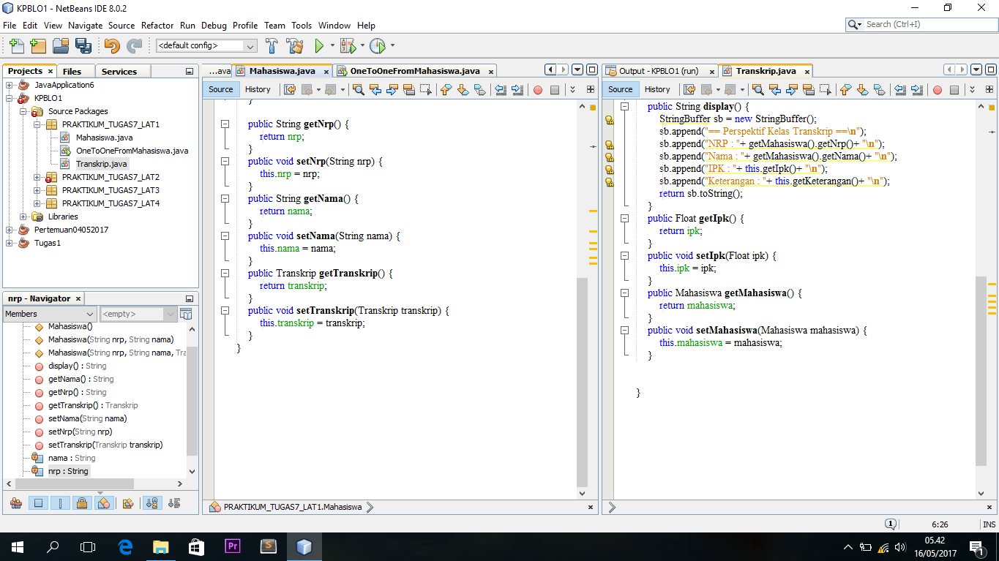 KPBLO1 - NetBeans IDE 8.0.2
File Edit View Navigate Source Refactor Run Debug Profile Team Tools Window Help
Search (Ctrl+I)
<default config>
Projects Files Services
JavaApplication6
KPBLO1
Source Packages
PRAKTIKUM_TUGAS7_LAT1
Mahasiswa.java
OneToOneFromMahasiswa.java
Transkrip.java
PRAKTIKUM_TUGAS7_LAT2
PRAKTIKUM_TUGAS7_LAT3
PRAKTIKUM_TUGAS7_LAT4
Libraries
Pertemuan04052017
Tugas1
nrp - Navigator
Members <empty>
Mahasiswa()
Mahasiswa(String nrp, String nama)
Mahasiswa(String nrp, String nama, Tra
display() : String
getNama() : String
getNrp() : String
getTranskrip() : Transkrip
setNama(String nama)
setNrp(String nrp)
setTranskrip(Transkrip transkrip)
nama : String
nrp : String
...ava Mahasiswa.java OneToOneFromMahasiswa.java
Source History
}
public String getNrp() {
return nrp;
}
public void setNrp(String nrp) {
this.nrp = nrp;
}
public String getNama() {
return nama;
}
public void setNama(String nama) {
this.nama = nama;
}
public Transkrip getTranskrip() {
return transkrip;
}
public void setTranskrip(Transkrip transkrip) {
this.transkrip = transkrip;
}
}
PRAKTIKUM_TUGAS7_LAT1.Mahasiswa
Output - KPBLO1 (run) Transkrip.java
Source History
public String display() {
StringBuffer sb = new StringBuffer();
sb.append("== Perspektif Kelas Transkrip ==\n");
sb.append("NRP : "+ getMahasiswa().getNrp()+ "\n");
sb.append("Nama : "+ getMahasiswa().getNama()+ "\n");
sb.append("IPK : "+ this.getIpk()+ "\n");
sb.append("Keterangan : "+ this.getKeterangan()+ "\n");
return sb.toString();
}
public Float getIpk() {
return ipk;
}
public void setIpk(Float ipk) {
this.ipk = ipk;
}
public Mahasiswa getMahasiswa() {
return mahasiswa;
}
public void setMahasiswa(Mahasiswa mahasiswa) {
this.mahasiswa = mahasiswa;
}
}
1 6:26 INS
Pr S
05.42
16/05/2017
1